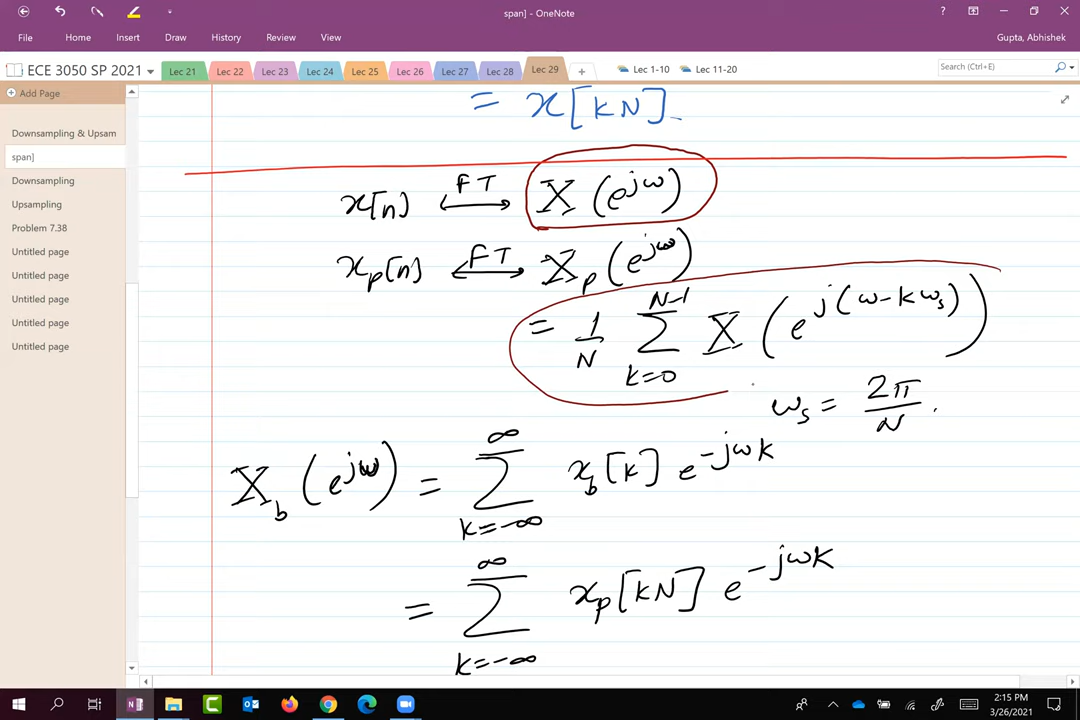 span] - OneNote
? Gupta, Abhishek
File Home Insert Draw History Review View
ECE 3050 SP 2021 Lec 21 Lec 22 Lec 23 Lec 24 Lec 25 Lec 26 Lec 27 Lec 28 Lec 29 + Lec 1-10 Lec 11-20 Search (Ctrl+E)
Add Page
Downsampling & Upsam
span]
Downsampling
Upsampling
Problem 7.38
Untitled page
Untitled page
Untitled page
Untitled page
Untitled page
= x[kN].
x[n] ⟷^{FT} X(e^{jω})
x_p[n] ⟷^{FT} X_p(e^{jω})
= 1/N ∑_{k=0}^{N-1} X(e^{j(ω-kω_s)})
ω_s = 2π/N.
X_b(e^{jω}) = ∑_{k=-∞}^{∞} x_b[k] e^{-jωk}
= ∑_{k=-∞}^{∞} x_p[kN] e^{-jωk}
2:15 PM
3/26/2021